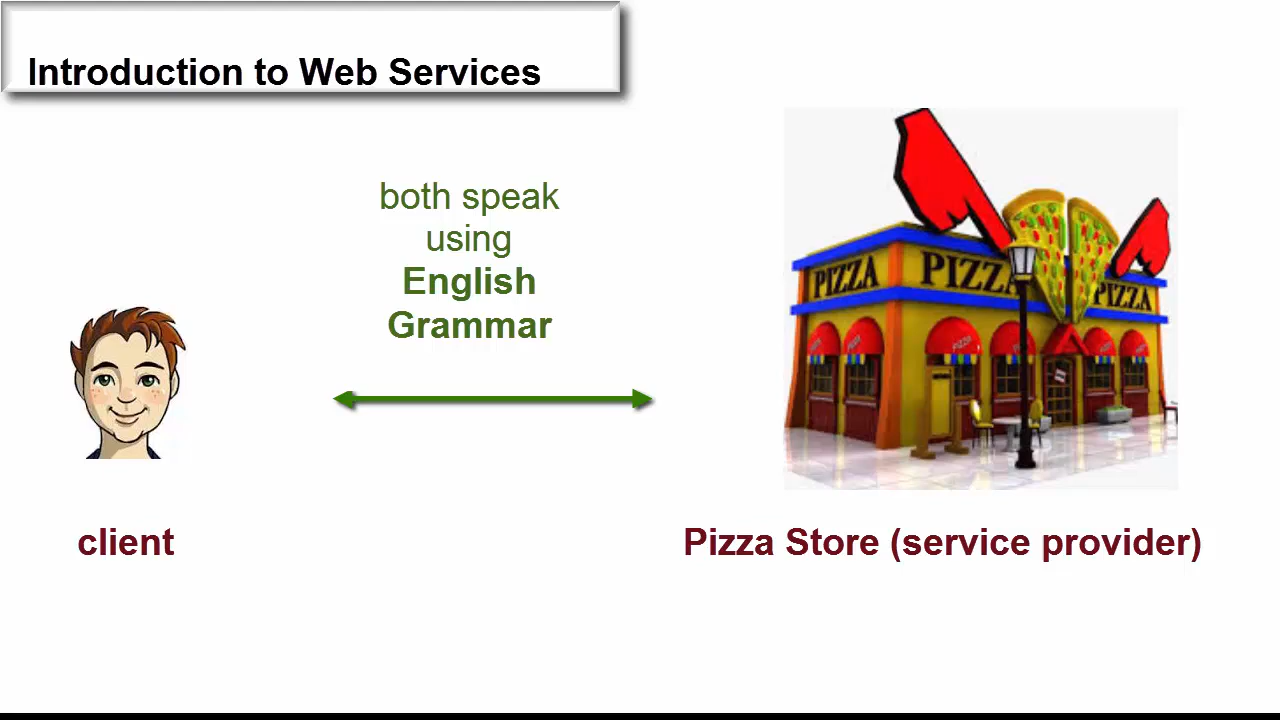 Introduction to Web Services
both speak
using
English
Grammar
PIZZA
PIZZA
PIZZA
client
Pizza Store (service provider)